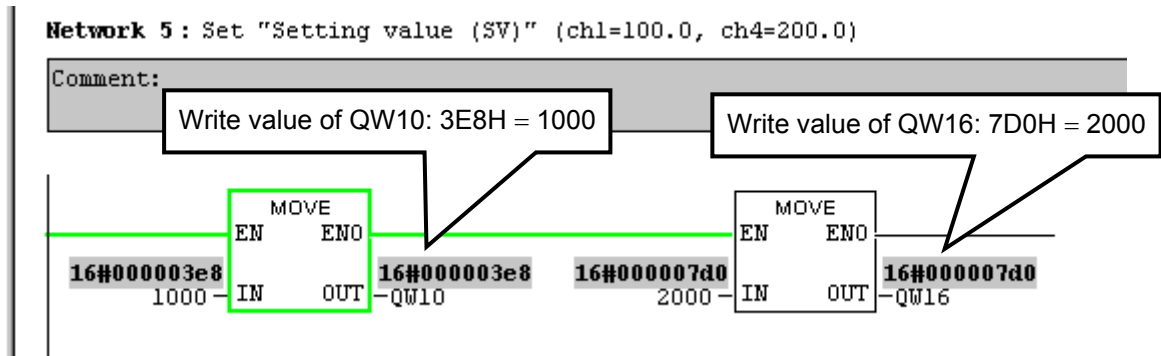 Network 5 : Set "Setting value (SV)" (ch1=100.0, ch4=200.0)
Comment:
Write value of QW10: 3E8H = 1000
Write value of QW16: 7D0H = 2000
MOVE
MOVE
EN ENO
EN ENO
16#000003e8
16#000003e8
16#000007d0
16#000007d0
1000 IN OUT QW10
2000 IN OUT QW16